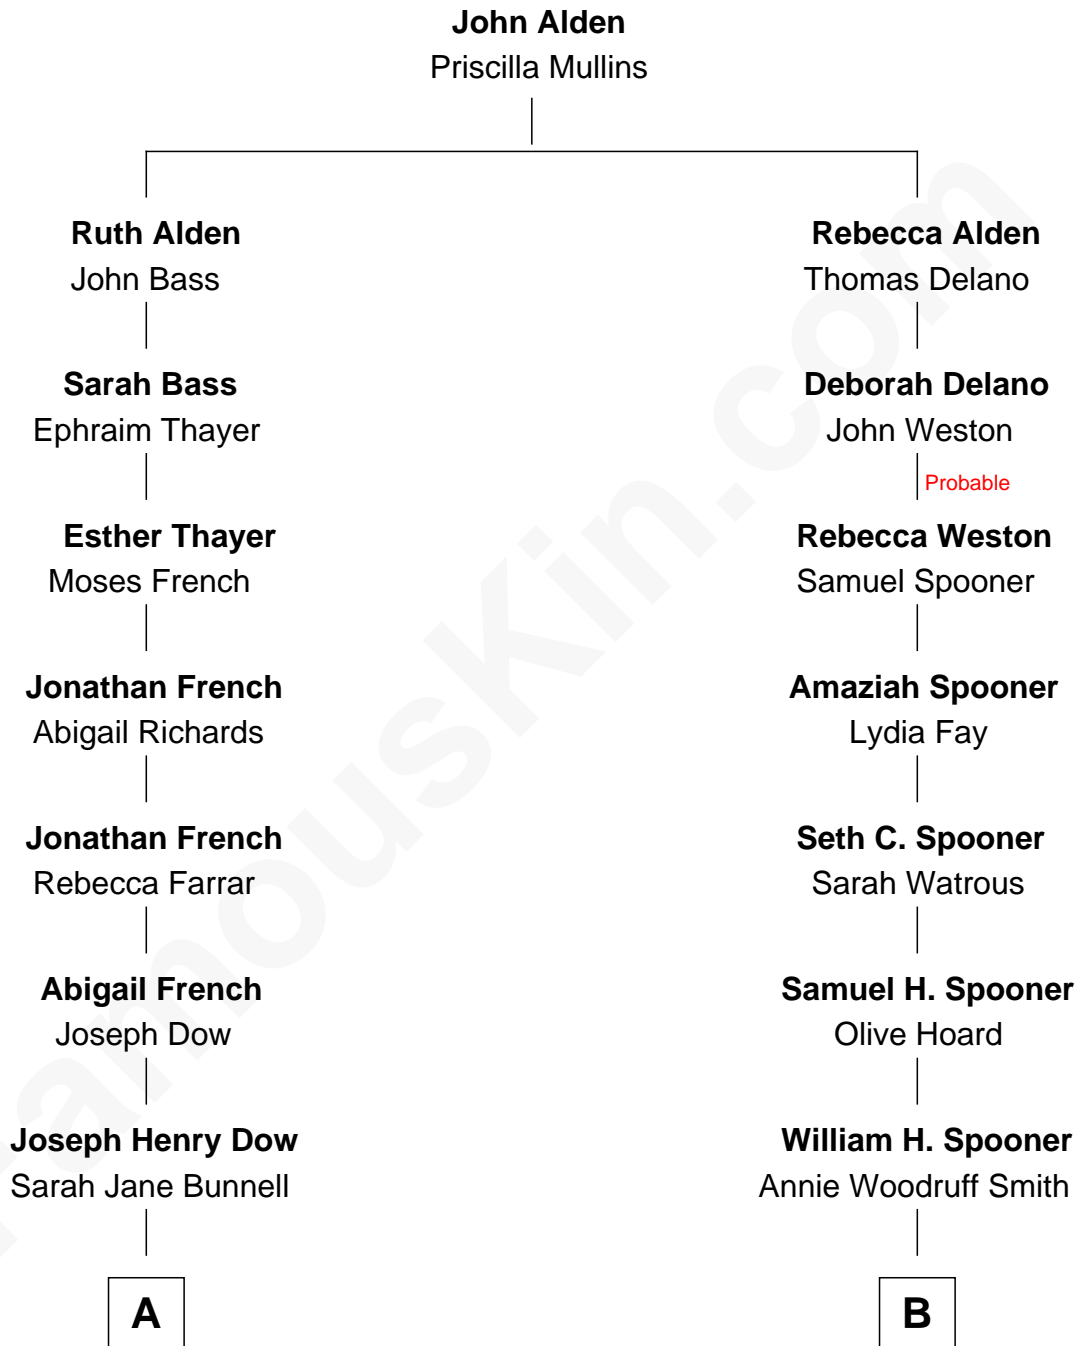 John Alden
Priscilla Mullins
Ruth Alden
John Bass
Sarah Bass
Ephraim Thayer
Esther Thayer
Moses French
Jonathan French
Abigail Richards
Jonathan French
Rebecca Farrar
Abigail French
Joseph Dow
Joseph Henry Dow
Sarah Jane Bunnell
A
Rebecca Alden
Thomas Delano
Deborah Delano
John Weston
Probable
Rebecca Weston
Samuel Spooner
Amaziah Spooner
Lydia Fay
Seth C. Spooner
Sarah Watrous
Samuel H. Spooner
Olive Hoard
William H. Spooner
Annie Woodruff Smith
B
FamousKin.com